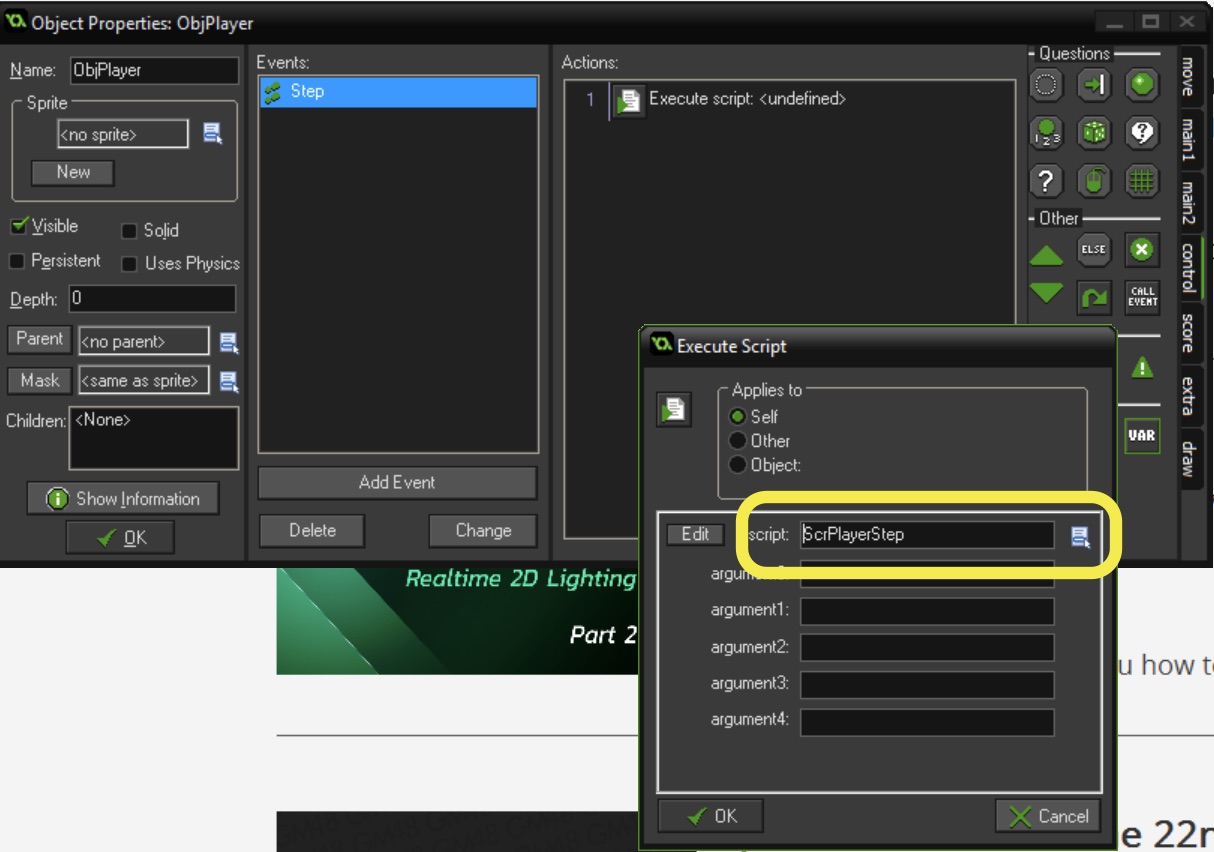 Object Properties: ObjPlayer
Name: ObjPlayer
Sprite
<no sprite>
New
Visible
Solid
Persistent
Uses Physics
Depth: 0
Parent <no parent>
Mask <same as sprite>
Children: <None>
Show Information
OK
Events:
Step
Add Event
Delete Change
Actions:
1 Execute script: <undefined>
Questions
1 2 3
?
?
Other
ELSE
CALL
EVENT
VAR
move
main1
main2
control
score
extra
draw
Execute Script
Applies to
Self
Other
Object:
Edit script: ScrPlayerStep
argument1:
argument2:
argument3:
argument4:
OK Cancel
Realtime 2D Lighting
Part 2
u how t
e 22